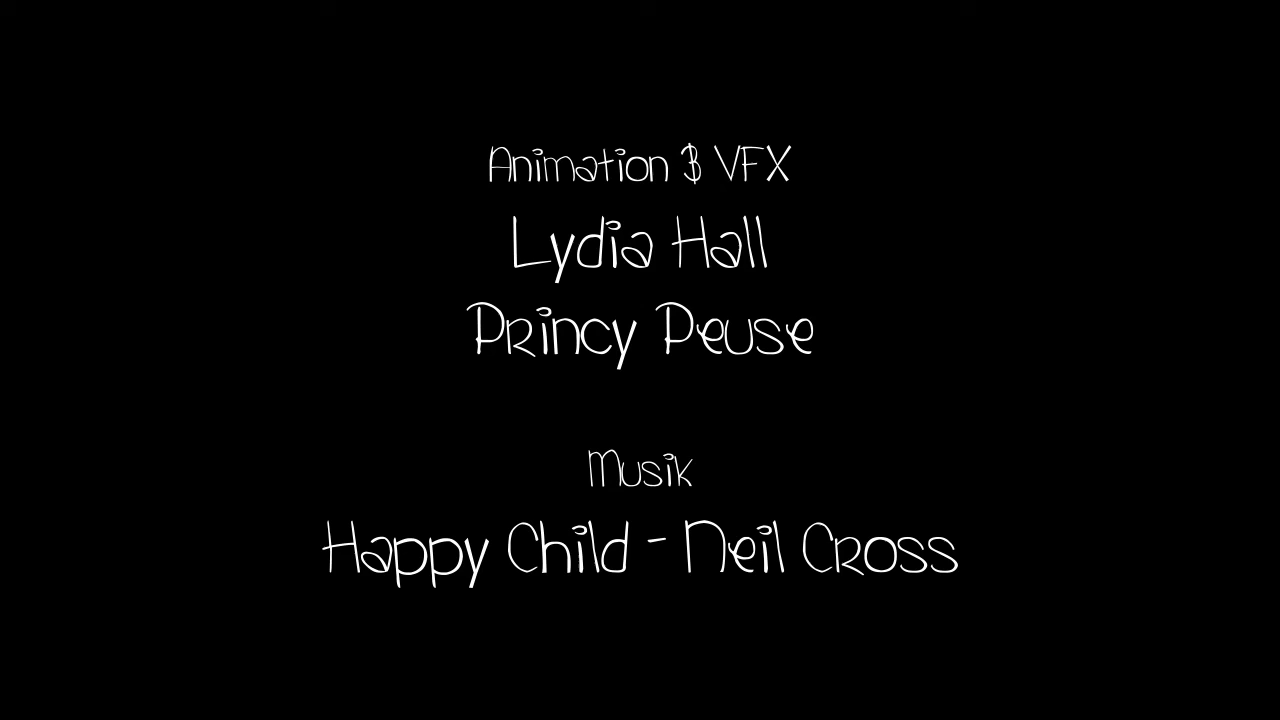 Animation & VFX
Lydia Hall
Princy Peuse
Musik
Happy Child - Neil Cross